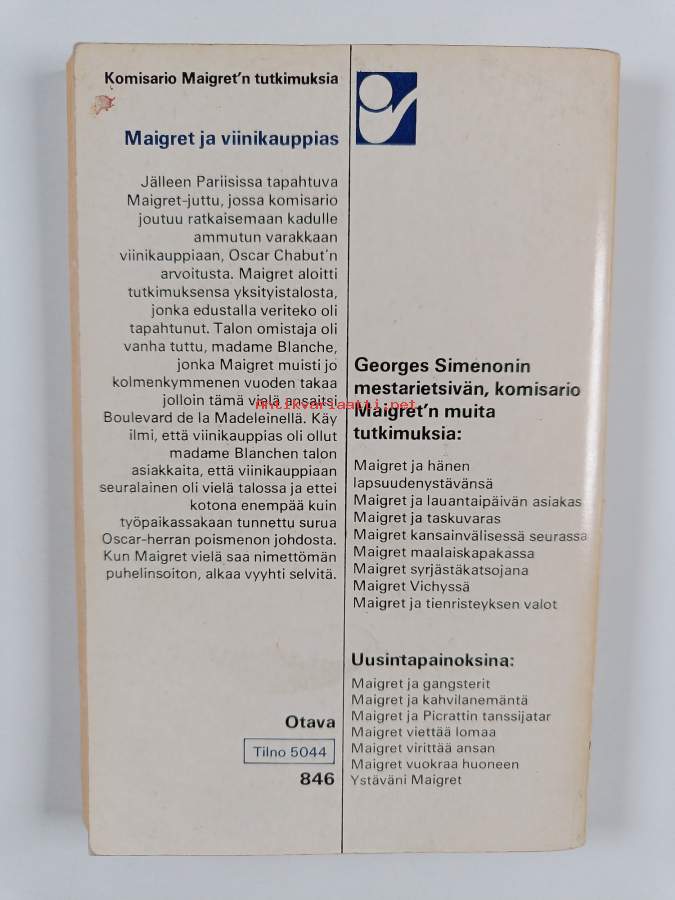 Komisario Maigret'n tutkimuksia
Maigret ja viinikauppias
Jälleen Pariisissa tapahtuva
Maigret-juttu, jossa komisario
joutuu ratkaisemaan kadulle
ammutun varakkaan
viinikauppiaan, Oscar Chabut'n
arvoitusta. Maigret aloitti
tutkimuksensa yksityistalosta,
jonka edustalla veriteko oli
tapahtunut. Talon omistaja oli
vanha tuttu, madame Blanche,
jonka Maigret muisti jo
kolmenkymmenen vuoden takaa
jolloin tämä vielä ansaitsi
Boulevard de la Madeleinellä. Käy
ilmi, että viinikauppias oli ollut
madame Blanchen talon
asiakkaita, että viinikauppiaan
seuralainen oli vielä talossa ja ettei
kotona enempää kuin
työpaikassakaan tunnettu surua
Oscar-herran poismenon johdosta.
Kun Maigret vielä saa nimettömän
puhelinsoiton, alkaa vyyhti selvitä.
Otava
Tilno 5044
846
Antikvariaatti.net
Georges Simenonin
mestarietsivän, komisario
Maigret'n muita
tutkimuksia:
Maigret ja hänen
lapsuudenystävänsä
Maigret ja lauantaipäivän asiakas
Maigret ja taskuvaras
Maigret kansainvälisessä seurassa
Maigret maalaiskapakassa
Maigret syrjästäkatsojana
Maigret Vichyssä
Maigret ja tienristeyksen valot
Uusintapainoksina:
Maigret ja gangsterit
Maigret ja kahvilanemäntä
Maigret ja Picrattin tanssijatar
Maigret viettää lomaa
Maigret virittää ansan
Maigret vuokraa huoneen
Ystäväni Maigret